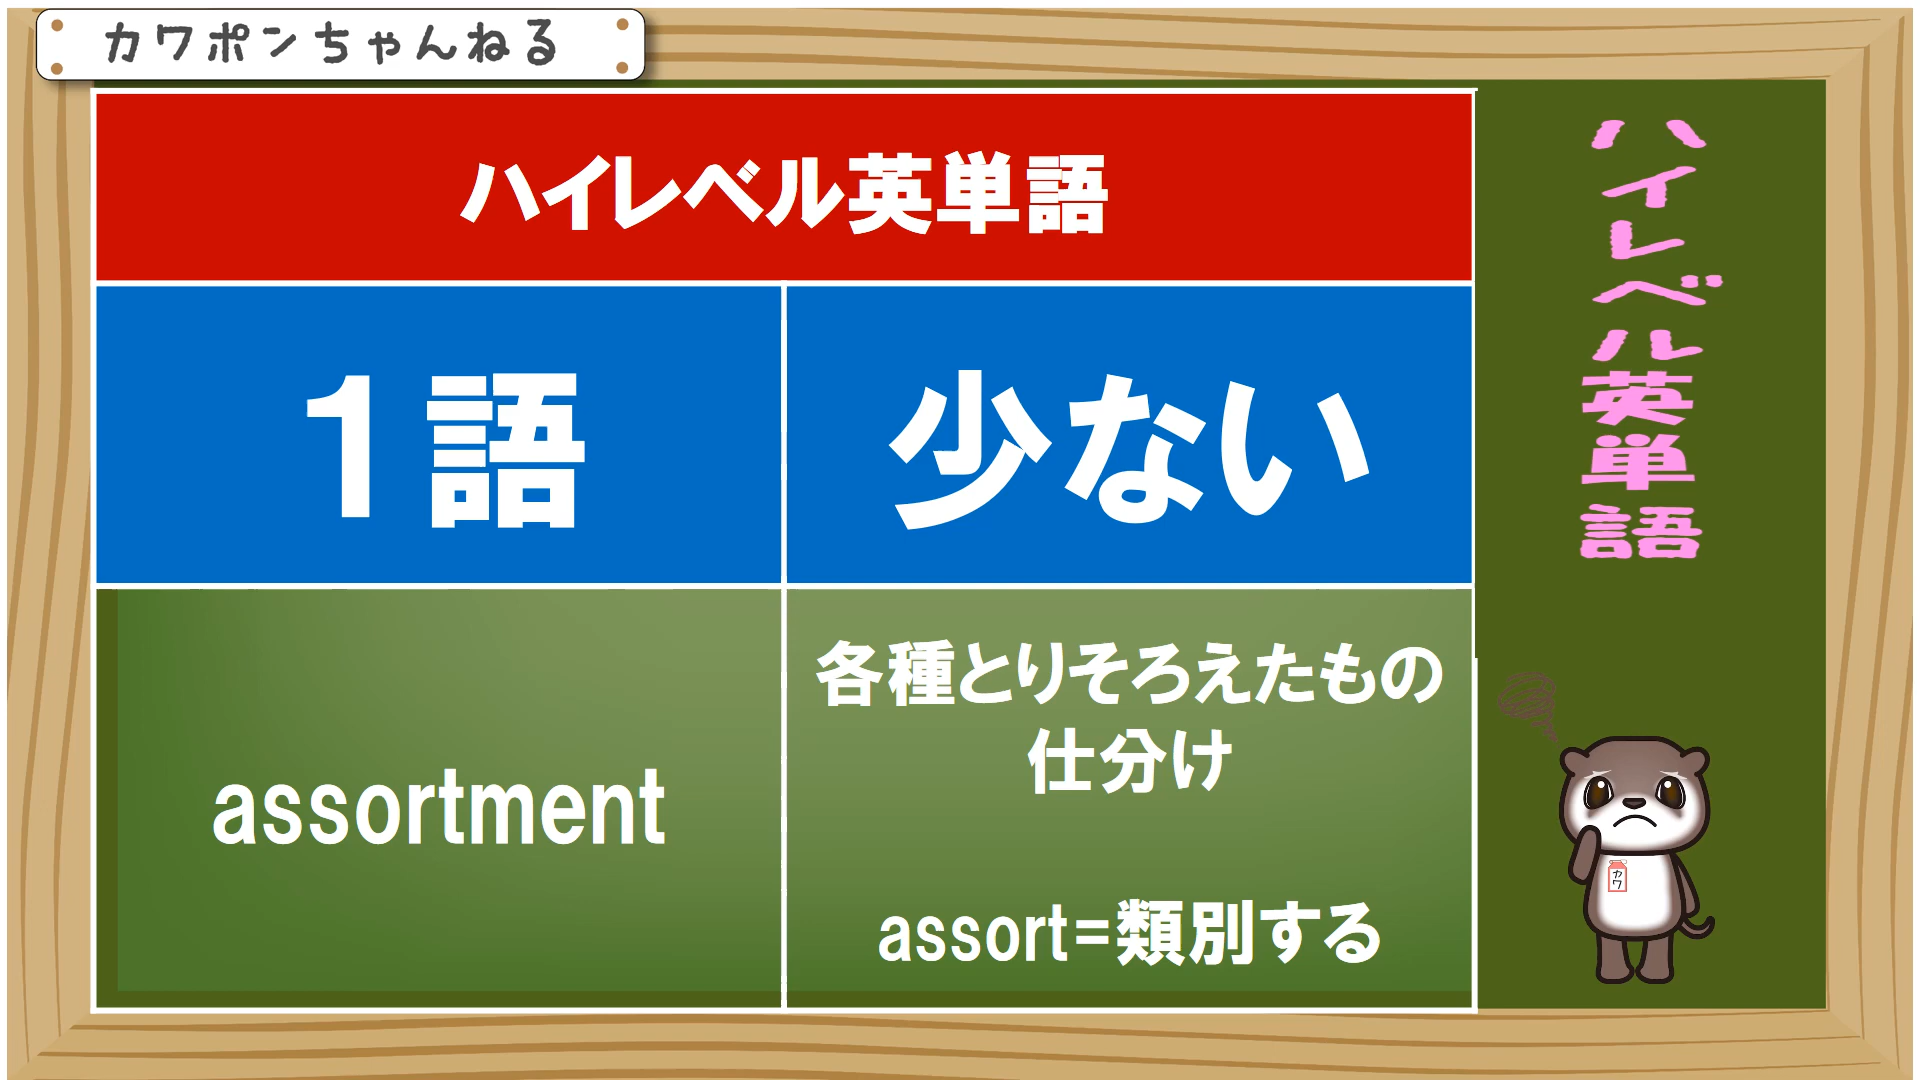 カワポンちゃんねる
ハイレベル英単語
1語
少ない
assortment
各種とりそろえたもの
仕分け
assort=類別する
ハイレベル英単語
カワ